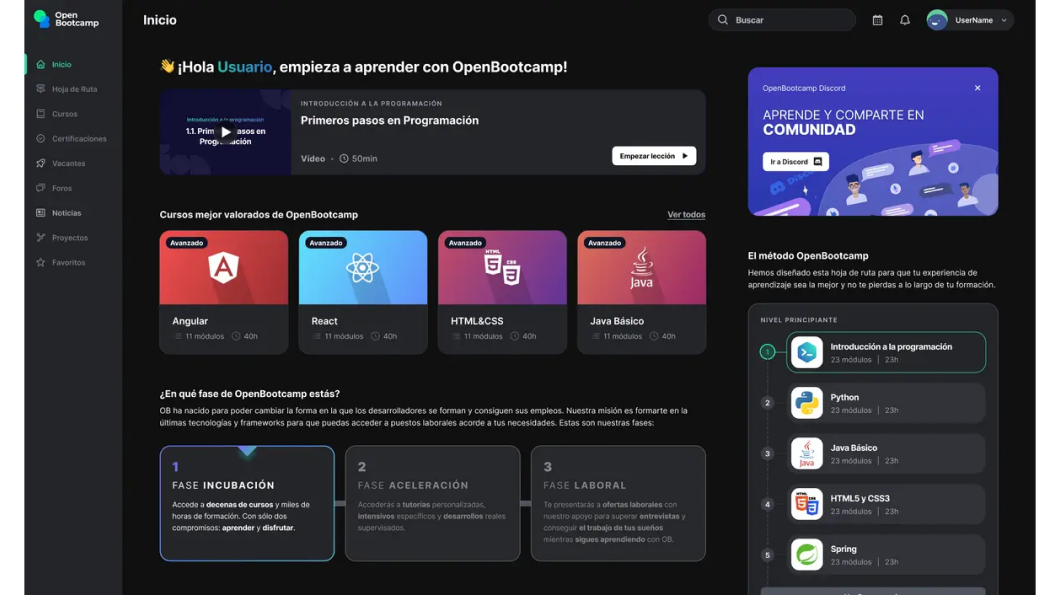 Open
Bootcamp
Inicio
Buscar
UserName
Inicio
Hoja de Ruta
Cursos
Certificaciones
Vacantes
Foros
Noticias
Proyectos
Favoritos
👋 ¡Hola Usuario, empieza a aprender con OpenBootcamp!
Introducción a la programación
1.1. Prim pasos en
Programación
INTRODUCCIÓN A LA PROGRAMACIÓN
Primeros pasos en Programación
Vídeo · 50min
Empezar lección
Cursos mejor valorados de OpenBootcamp
Ver todos
Avanzado
Angular
11 módulos 40h
Avanzado
React
11 módulos 40h
Avanzado
HTML CSS
HTML&CSS
11 módulos 40h
Avanzado
Java
Java Básico
11 módulos 40h
¿En qué fase de OpenBootcamp estás?
OB ha nacido para poder cambiar la forma en la que los desarrolladores se forman y consiguen sus empleos. Nuestra misión es formarte en la
últimas tecnologías y frameworks para que puedas acceder a puestos laborales acorde a tus necesidades. Estas son nuestras fases:
1
FASE INCUBACIÓN
Accede a decenas de cursos y miles de
horas de formación. Con sólo dos
compromisos: aprender y disfrutar.
2
FASE ACELERACIÓN
Accederás a tutorías personalizadas,
intensivos específicos y desarrollos reales
supervisados.
3
FASE LABORAL
Te presentarás a ofertas laborales con
nuestro apoyo para superar entrevistas y
conseguir el trabajo de tus sueños
mientras sigues aprendiendo con OB.
OpenBootcamp Discord
APRENDE Y COMPARTE EN
COMUNIDAD
Ir a Discord
Discord
El método OpenBootcamp
Hemos diseñado esta hoja de ruta para que tu experiencia de
aprendizaje sea la mejor y no te pierdas a lo largo de tu formación.
NIVEL PRINCIPIANTE
1
Introducción a la programación
23 módulos | 23h
2
Python
23 módulos | 23h
3
Java
Java Básico
23 módulos | 23h
4
HTML5 y CSS3
23 módulos | 23h
5
Spring
23 módulos | 23h